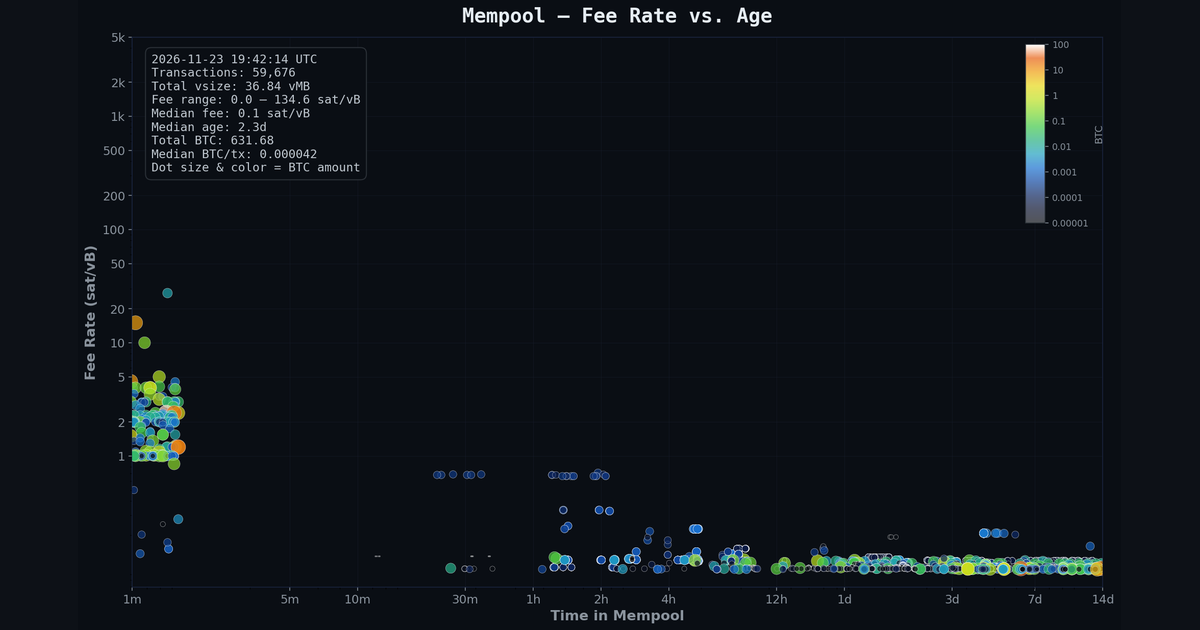 Mempool — Fee Rate vs. Age
2026-11-23 19:42:14 UTC
Transactions: 59,676
Total vsize: 36.84 vMB
Fee range: 0.0 – 134.6 sat/vB
Median fee: 0.1 sat/vB
Median age: 2.3d
Total BTC: 631.68
Median BTC/tx: 0.000042
Dot size & color = BTC amount
5k
2k
1k
500
200
100
50
20
10
5
2
1
Fee Rate (sat/vB)
100
10
1
0.1
0.01
0.001
0.0001
0.00001
BTC
1m
5m
10m
30m
1h
2h
4h
12h
1d
3d
7d
14d
Time in Mempool